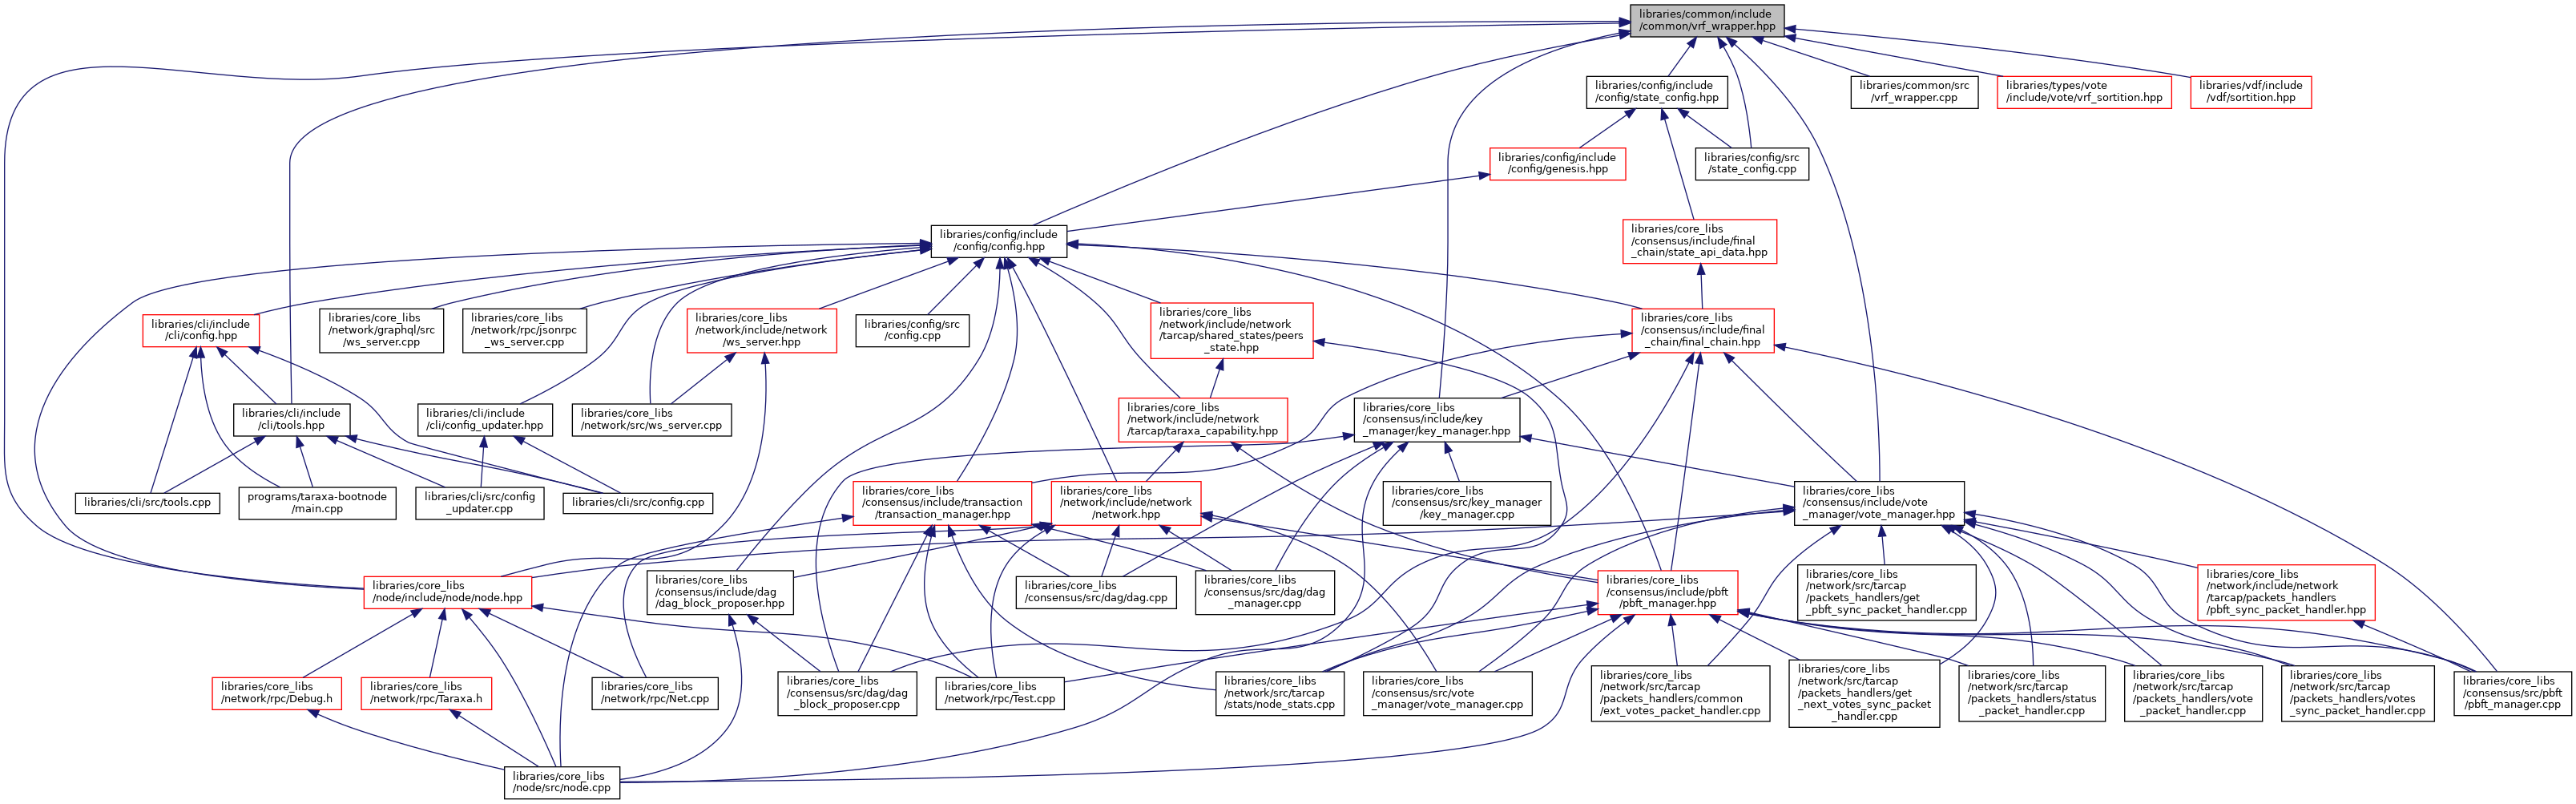 libraries/common/include
/common/vrf_wrapper.hpp
libraries/config/include
/config/state_config.hpp
libraries/common/src
/vrf_wrapper.cpp
libraries/types/vote
/include/vote/vrf_sortition.hpp
libraries/vdf/include
/vdf/sortition.hpp
libraries/config/include
/config/genesis.hpp
libraries/config/src
/state_config.cpp
libraries/config/include
/config/config.hpp
libraries/core_libs
/consensus/include/final
_chain/state_api_data.hpp
libraries/cli/include
/cli/config.hpp
libraries/core_libs
/network/graphql/src
/ws_server.cpp
libraries/core_libs
/network/rpc/jsonrpc
_ws_server.cpp
libraries/core_libs
/network/include/network
/ws_server.hpp
libraries/config/src
/config.cpp
libraries/core_libs
/network/include/network
/tarcap/shared_states/peers
_state.hpp
libraries/core_libs
/consensus/include/final
_chain/final_chain.hpp
libraries/cli/include
/cli/tools.hpp
libraries/cli/include
/cli/config_updater.hpp
libraries/core_libs
/network/src/ws_server.cpp
libraries/core_libs
/network/include/network
/tarcap/taraxa_capability.hpp
libraries/core_libs
/consensus/include/key
_manager/key_manager.hpp
libraries/cli/src/tools.cpp
programs/taraxa-bootnode
/main.cpp
libraries/cli/src/config
_updater.cpp
libraries/cli/src/config.cpp
libraries/core_libs
/consensus/include/transaction
/transaction_manager.hpp
libraries/core_libs
/network/include/network
/network.hpp
libraries/core_libs
/consensus/src/key_manager
/key_manager.cpp
libraries/core_libs
/consensus/include/vote
_manager/vote_manager.hpp
libraries/core_libs
/node/include/node/node.hpp
libraries/core_libs
/consensus/include/dag
/dag_block_proposer.hpp
libraries/core_libs
/consensus/src/dag/dag.cpp
libraries/core_libs
/consensus/src/dag/dag
_manager.cpp
libraries/core_libs
/consensus/include/pbft
/pbft_manager.hpp
libraries/core_libs
/network/src/tarcap
/packets_handlers/get
_pbft_sync_packet_handler.cpp
libraries/core_libs
/network/include/network
/tarcap/packets_handlers
/pbft_sync_packet_handler.hpp
libraries/core_libs
/network/rpc/Debug.h
libraries/core_libs
/network/rpc/Taraxa.h
libraries/core_libs
/network/rpc/Net.cpp
libraries/core_libs
/consensus/src/dag/dag
_block_proposer.cpp
libraries/core_libs
/network/rpc/Test.cpp
libraries/core_libs
/network/src/tarcap
/stats/node_stats.cpp
libraries/core_libs
/consensus/src/vote
_manager/vote_manager.cpp
libraries/core_libs
/network/src/tarcap
/packets_handlers/common
/ext_votes_packet_handler.cpp
libraries/core_libs
/network/src/tarcap
/packets_handlers/get
_next_votes_sync_packet
_handler.cpp
libraries/core_libs
/network/src/tarcap
/packets_handlers/status
_packet_handler.cpp
libraries/core_libs
/network/src/tarcap
/packets_handlers/vote
_packet_handler.cpp
libraries/core_libs
/network/src/tarcap
/packets_handlers/votes
_sync_packet_handler.cpp
libraries/core_libs
/consensus/src/pbft
/pbft_manager.cpp
libraries/core_libs
/node/src/node.cpp